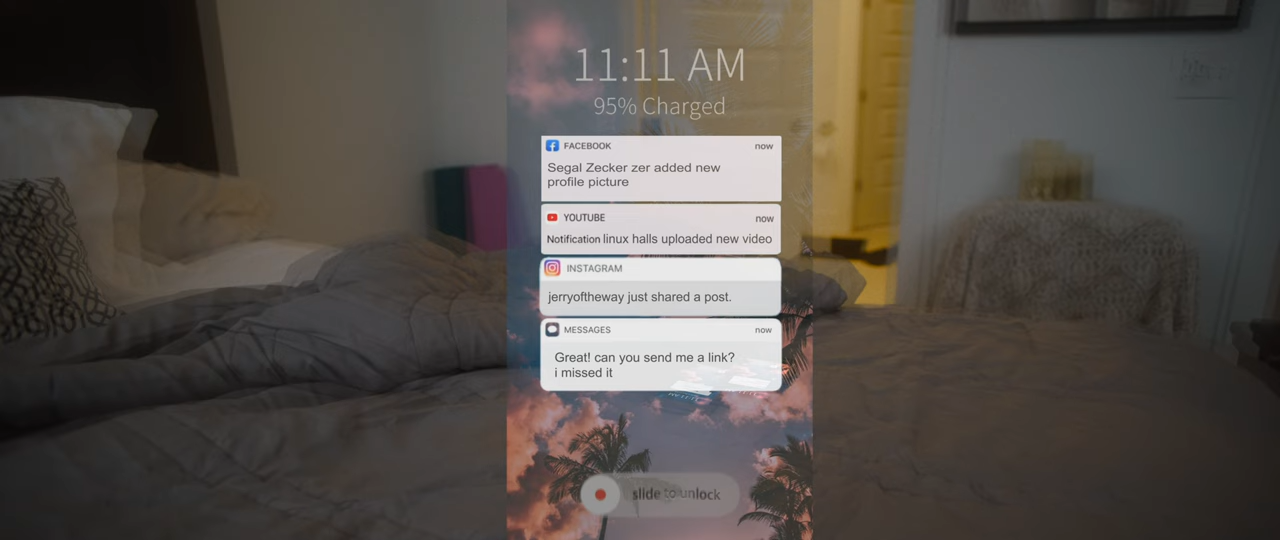 11:11 AM
95% Charged
FACEBOOK now
Segal Zecker zer added new
profile picture
YOUTUBE now
Notification linux halls uploaded new video
INSTAGRAM
jerryoftheway just shared a post.
MESSAGES now
Great! can you send me a link?
i missed it
slide to unlock